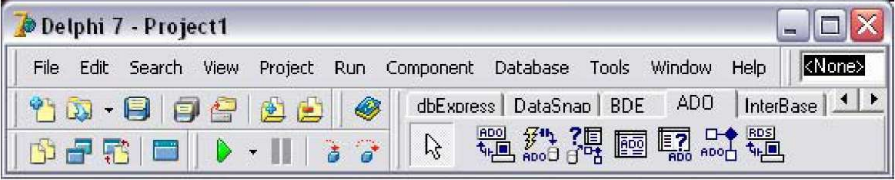 Delphi 7 - Project1
File Edit Search View Project Run Component Database Tools Window Help <None>
dbExpress DataSnap BDE ADO InterBase
ADO ADO ADO ADO ADO RDS